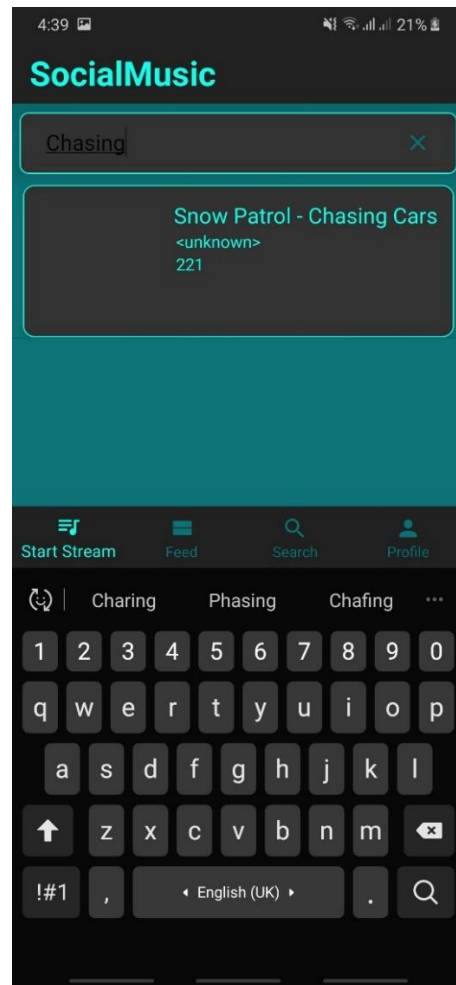 4:39 21%
SocialMusic
Chasing
Snow Patrol - Chasing Cars
<unknown>
221
Start Stream Feed Search Profile
Charing Phasing Chafing
1 2 3 4 5 6 7 8 9 0
q w e r t y u i o p
a s d f g h j k l
z x c v b n m
!#1 , English (UK) .